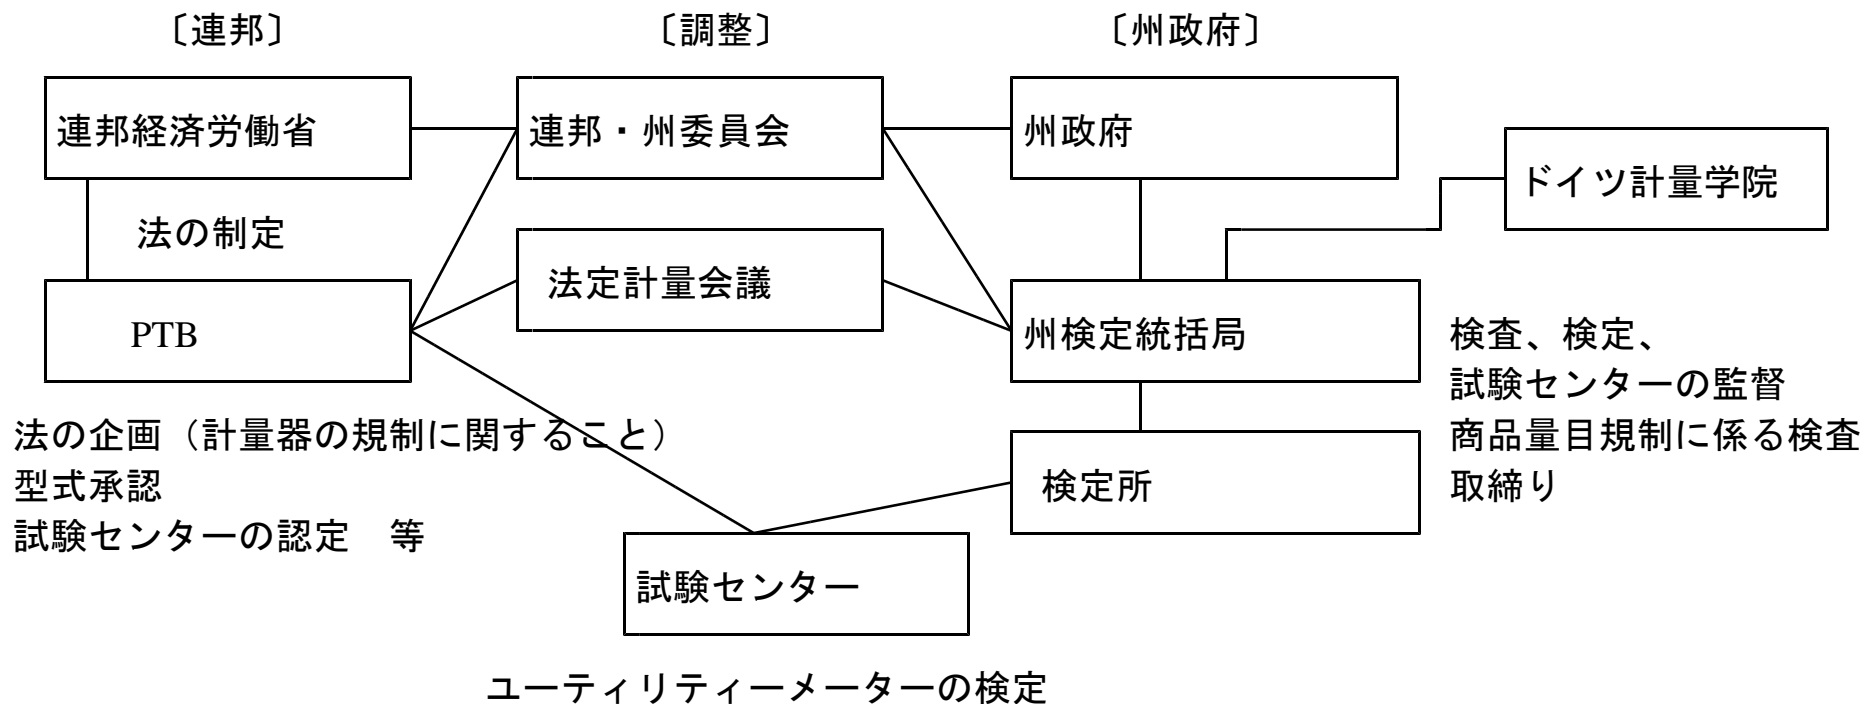 〔連邦〕
〔調整〕
〔州政府〕
連邦経済労働省
連邦・州委員会
州政府
ドイツ計量学院
法の制定
法定計量会議
PTB
州検定統括局
検査、検定、
試験センターの監督
商品量目規制に係る検査
取締り
法の企画（計量器の規制に関すること）
型式承認
試験センターの認定　等
検定所
試験センター
ユーティリティーメーターの検定